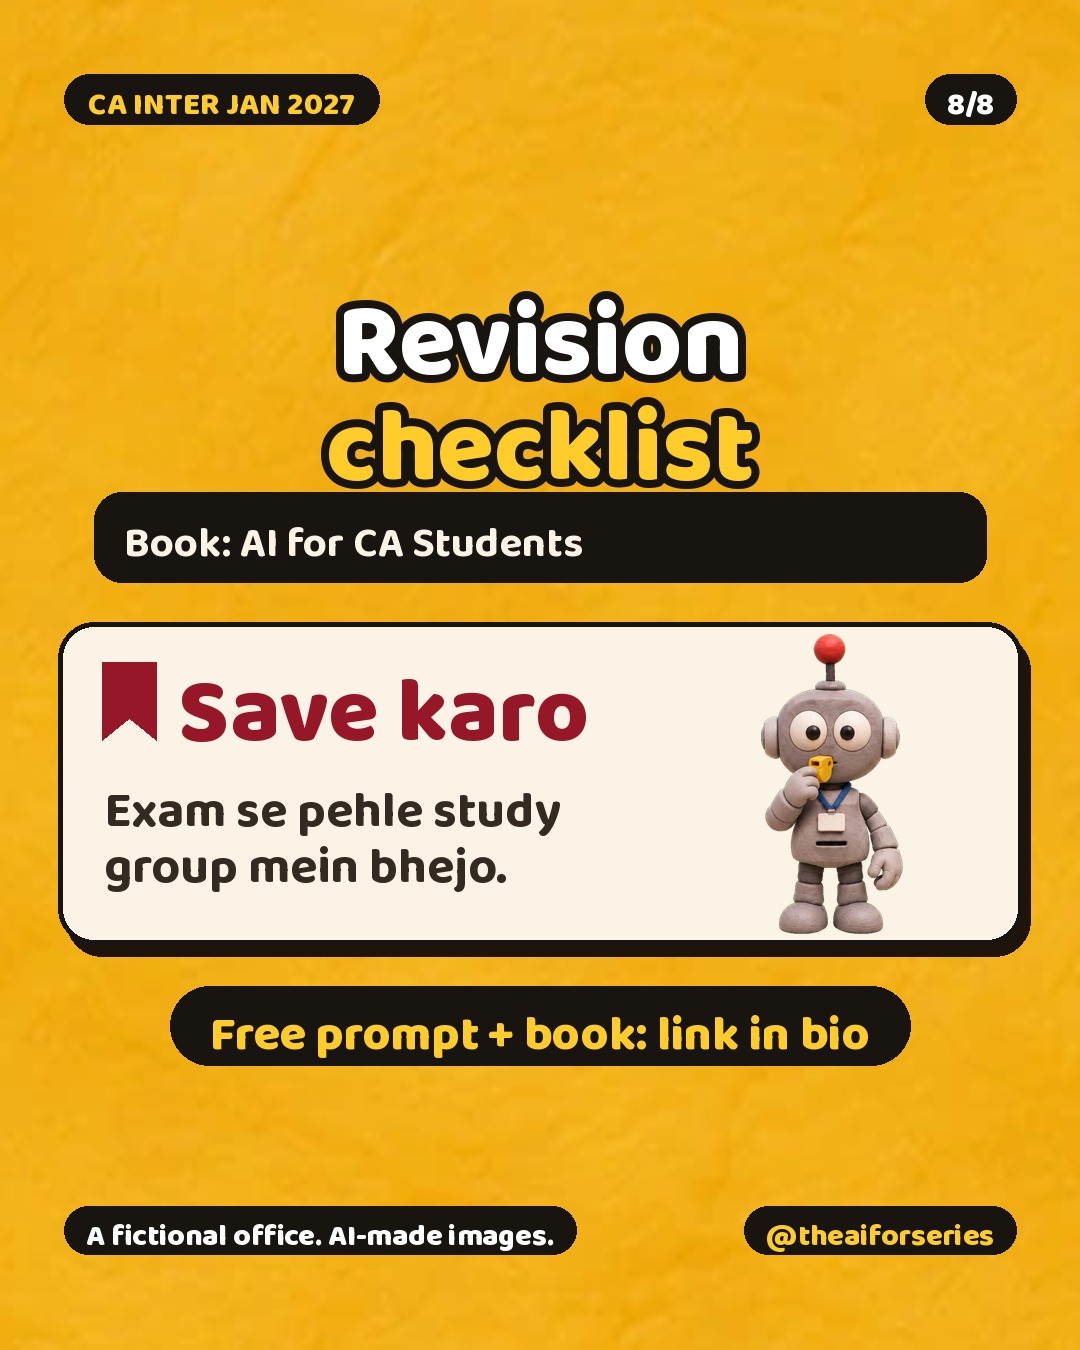 CA INTER JAN 2027
8/8
Revision
checklist
Book: AI for CA Students
Save karo
Exam se pehle study
group mein bhejo.
Free prompt + book: link in bio
A fictional office. AI-made images.
@theaiforseries